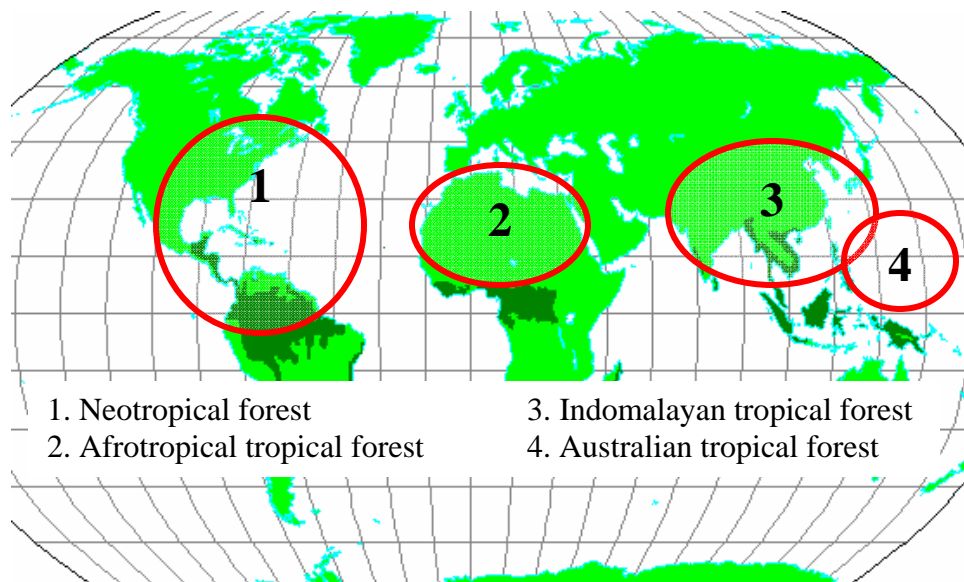 1
2
3
4
1. Neotropical forest
2. Afrotropical tropical forest
3. Indomalayan tropical forest
4. Australian tropical forest